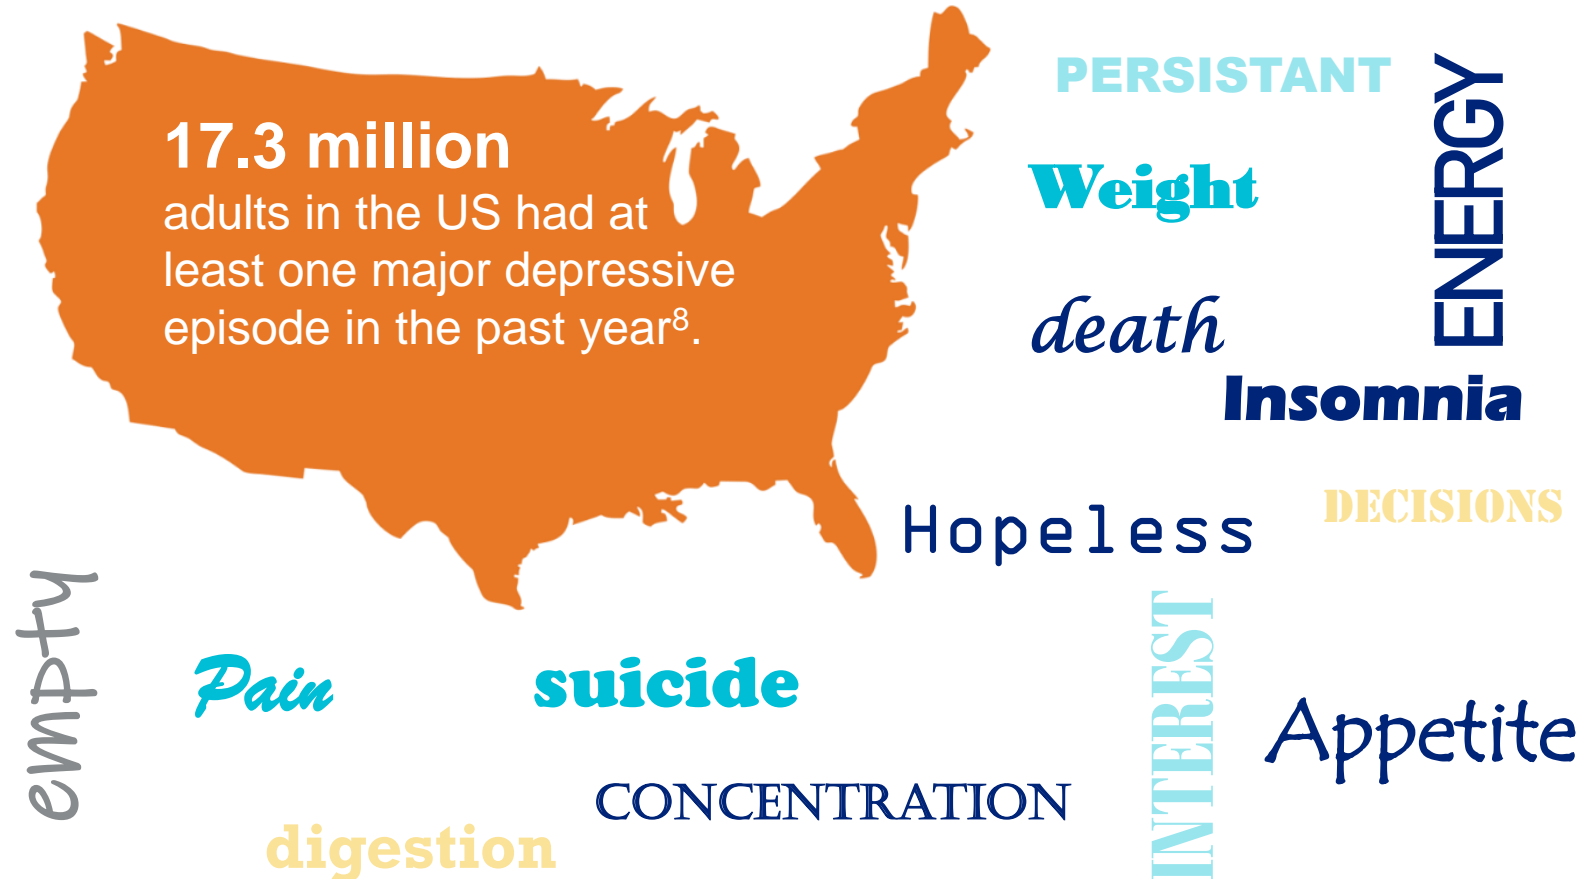 17.3 million
adults in the US had at
least one major depressive
episode in the past year⁸.
PERSISTANT
ENERGY
Weight
death
Insomnia
DECISIONS
Hopeless
empty
Pain
suicide
INTEREST
Appetite
CONCENTRATION
digestion